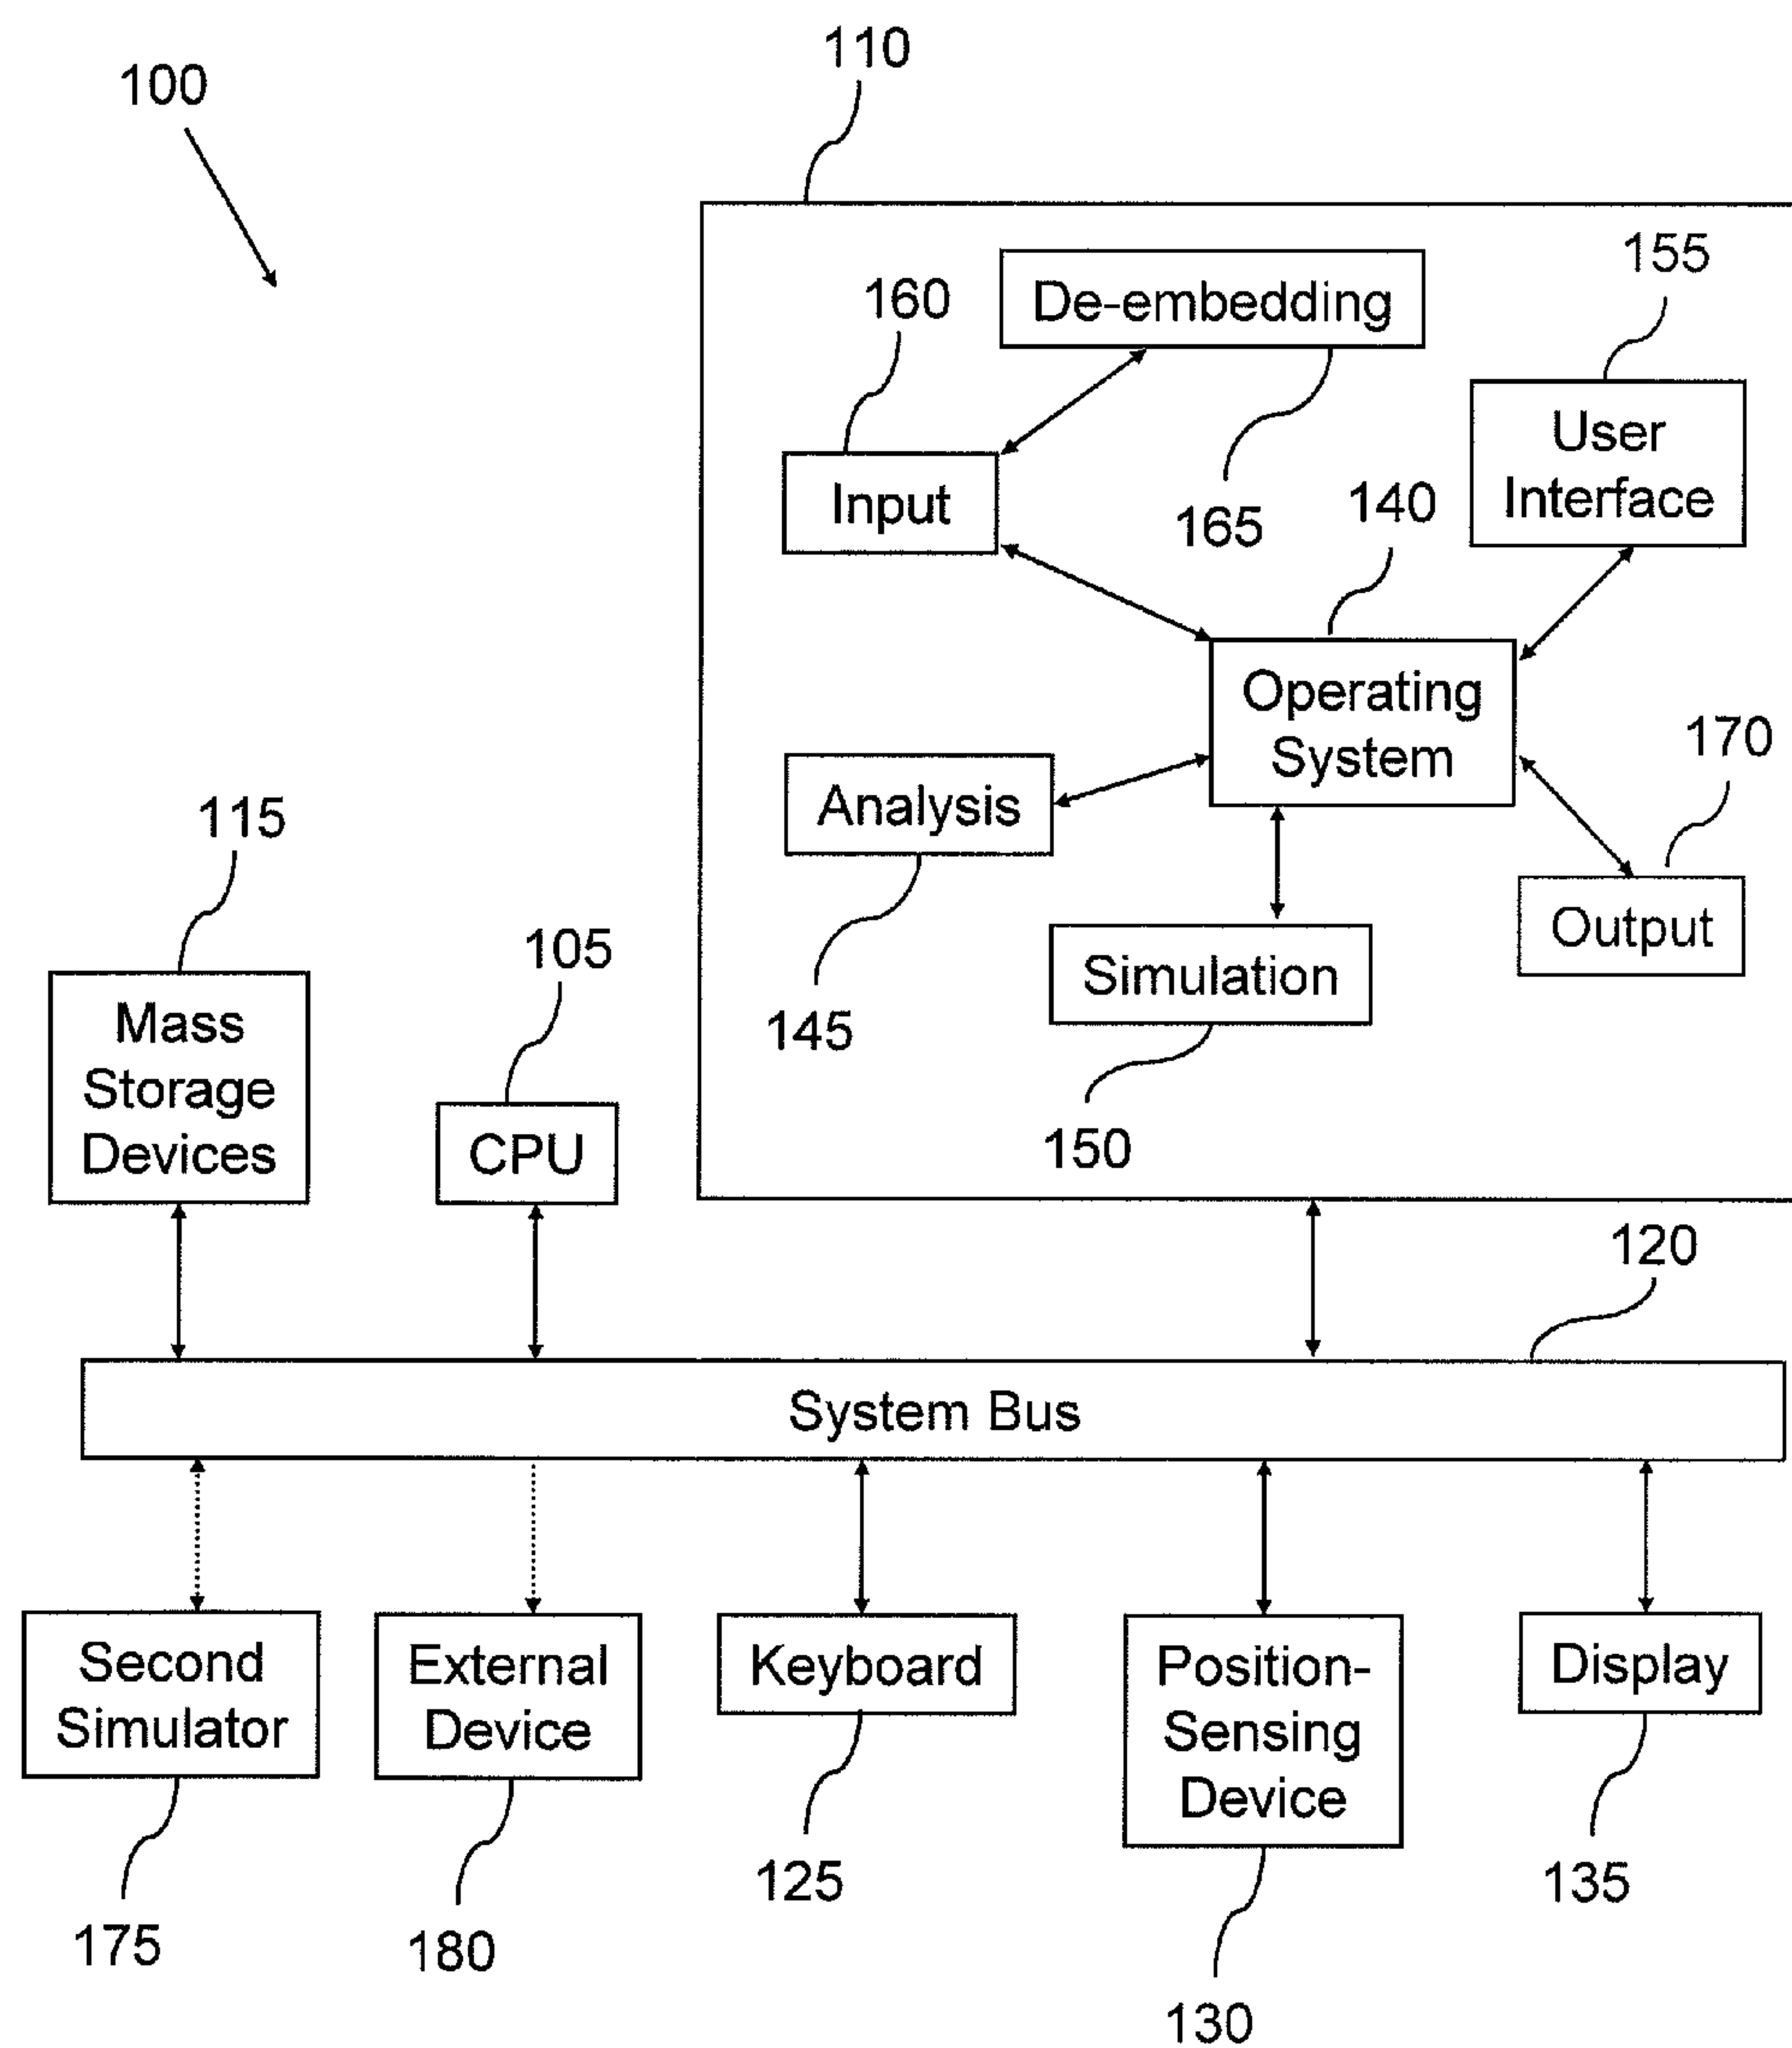 110
100
155
De-embedding
160
User
Interface
Input
140
165
Operating
System
170
Analysis
115
Output
105
Simulation
Mass
Storage
Devices
145
CPU
150
120
System Bus
Second
Simulator
External
Device
Keyboard
Position-
Sensing
Device
Display
125
135
175
180
130